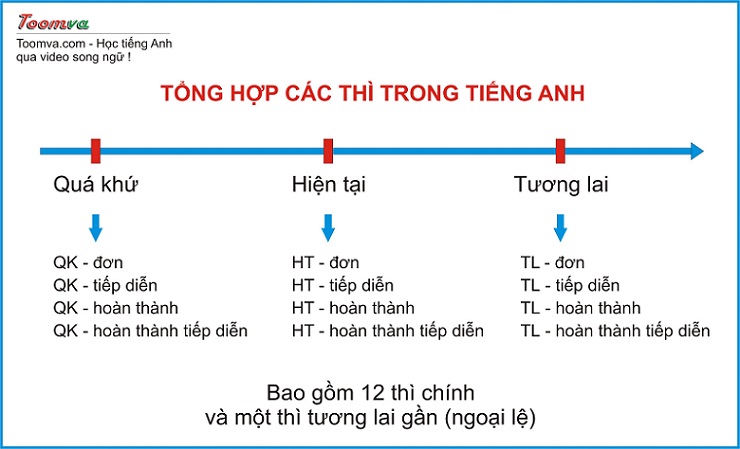 Toomva
Toomva.com - Học tiếng Anh
qua video song ngữ !
TỔNG HỢP CÁC THÌ TRONG TIẾNG ANH
Quá khứ
Hiện tại
Tương lai
QK - đơn
QK - tiếp diễn
QK - hoàn thành
QK - hoàn thành tiếp diễn
HT - đơn
HT - tiếp diễn
HT - hoàn thành
HT - hoàn thành tiếp diễn
TL - đơn
TL - tiếp diễn
TL - hoàn thành
TL - hoàn thành tiếp diễn
Bao gồm 12 thì chính
và một thì tương lai gần (ngoại lệ)